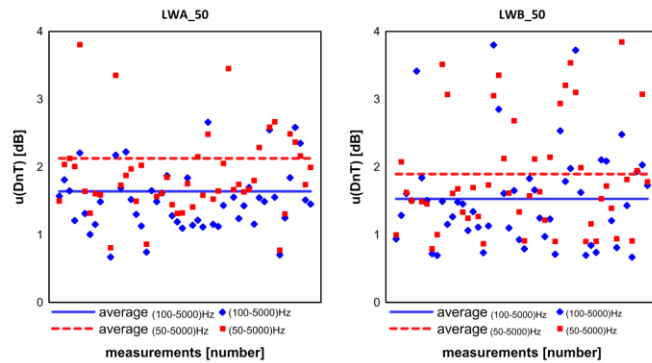 LWA_50
4
3
2
1
0
u(DnT) [dB]
average (100-5000)Hz (100-5000)Hz
average (50-5000)Hz (50-5000)Hz
measurements [number]
LWB_50
4
3
2
1
0
u(DnT) [dB]
average (100-5000)Hz (100-5000)Hz
average (50-5000)Hz (50-5000)Hz
measurements [number]